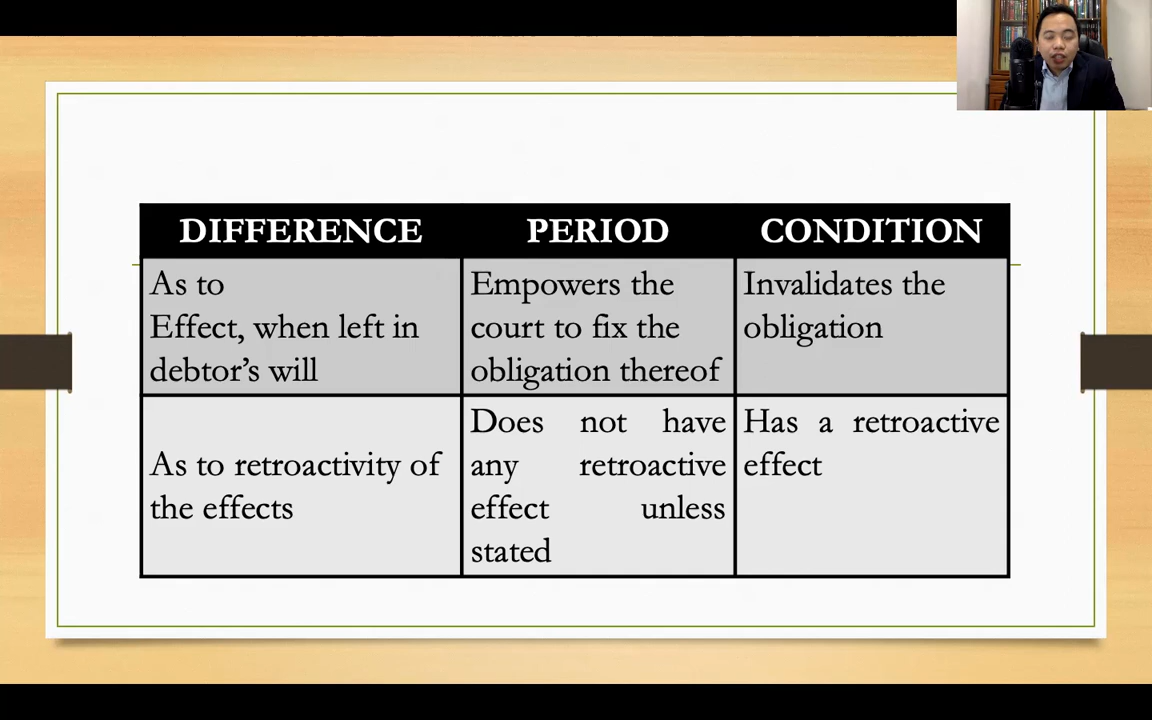 DIFFERENCE
PERIOD
CONDITION
As to
Effect, when left in
debtor's will
Empowers the
court to fix the
obligation thereof
Invalidates the
obligation
As to retroactivity of
the effects
Does not have
any retroactive
effect unless
stated
Has a retroactive
effect